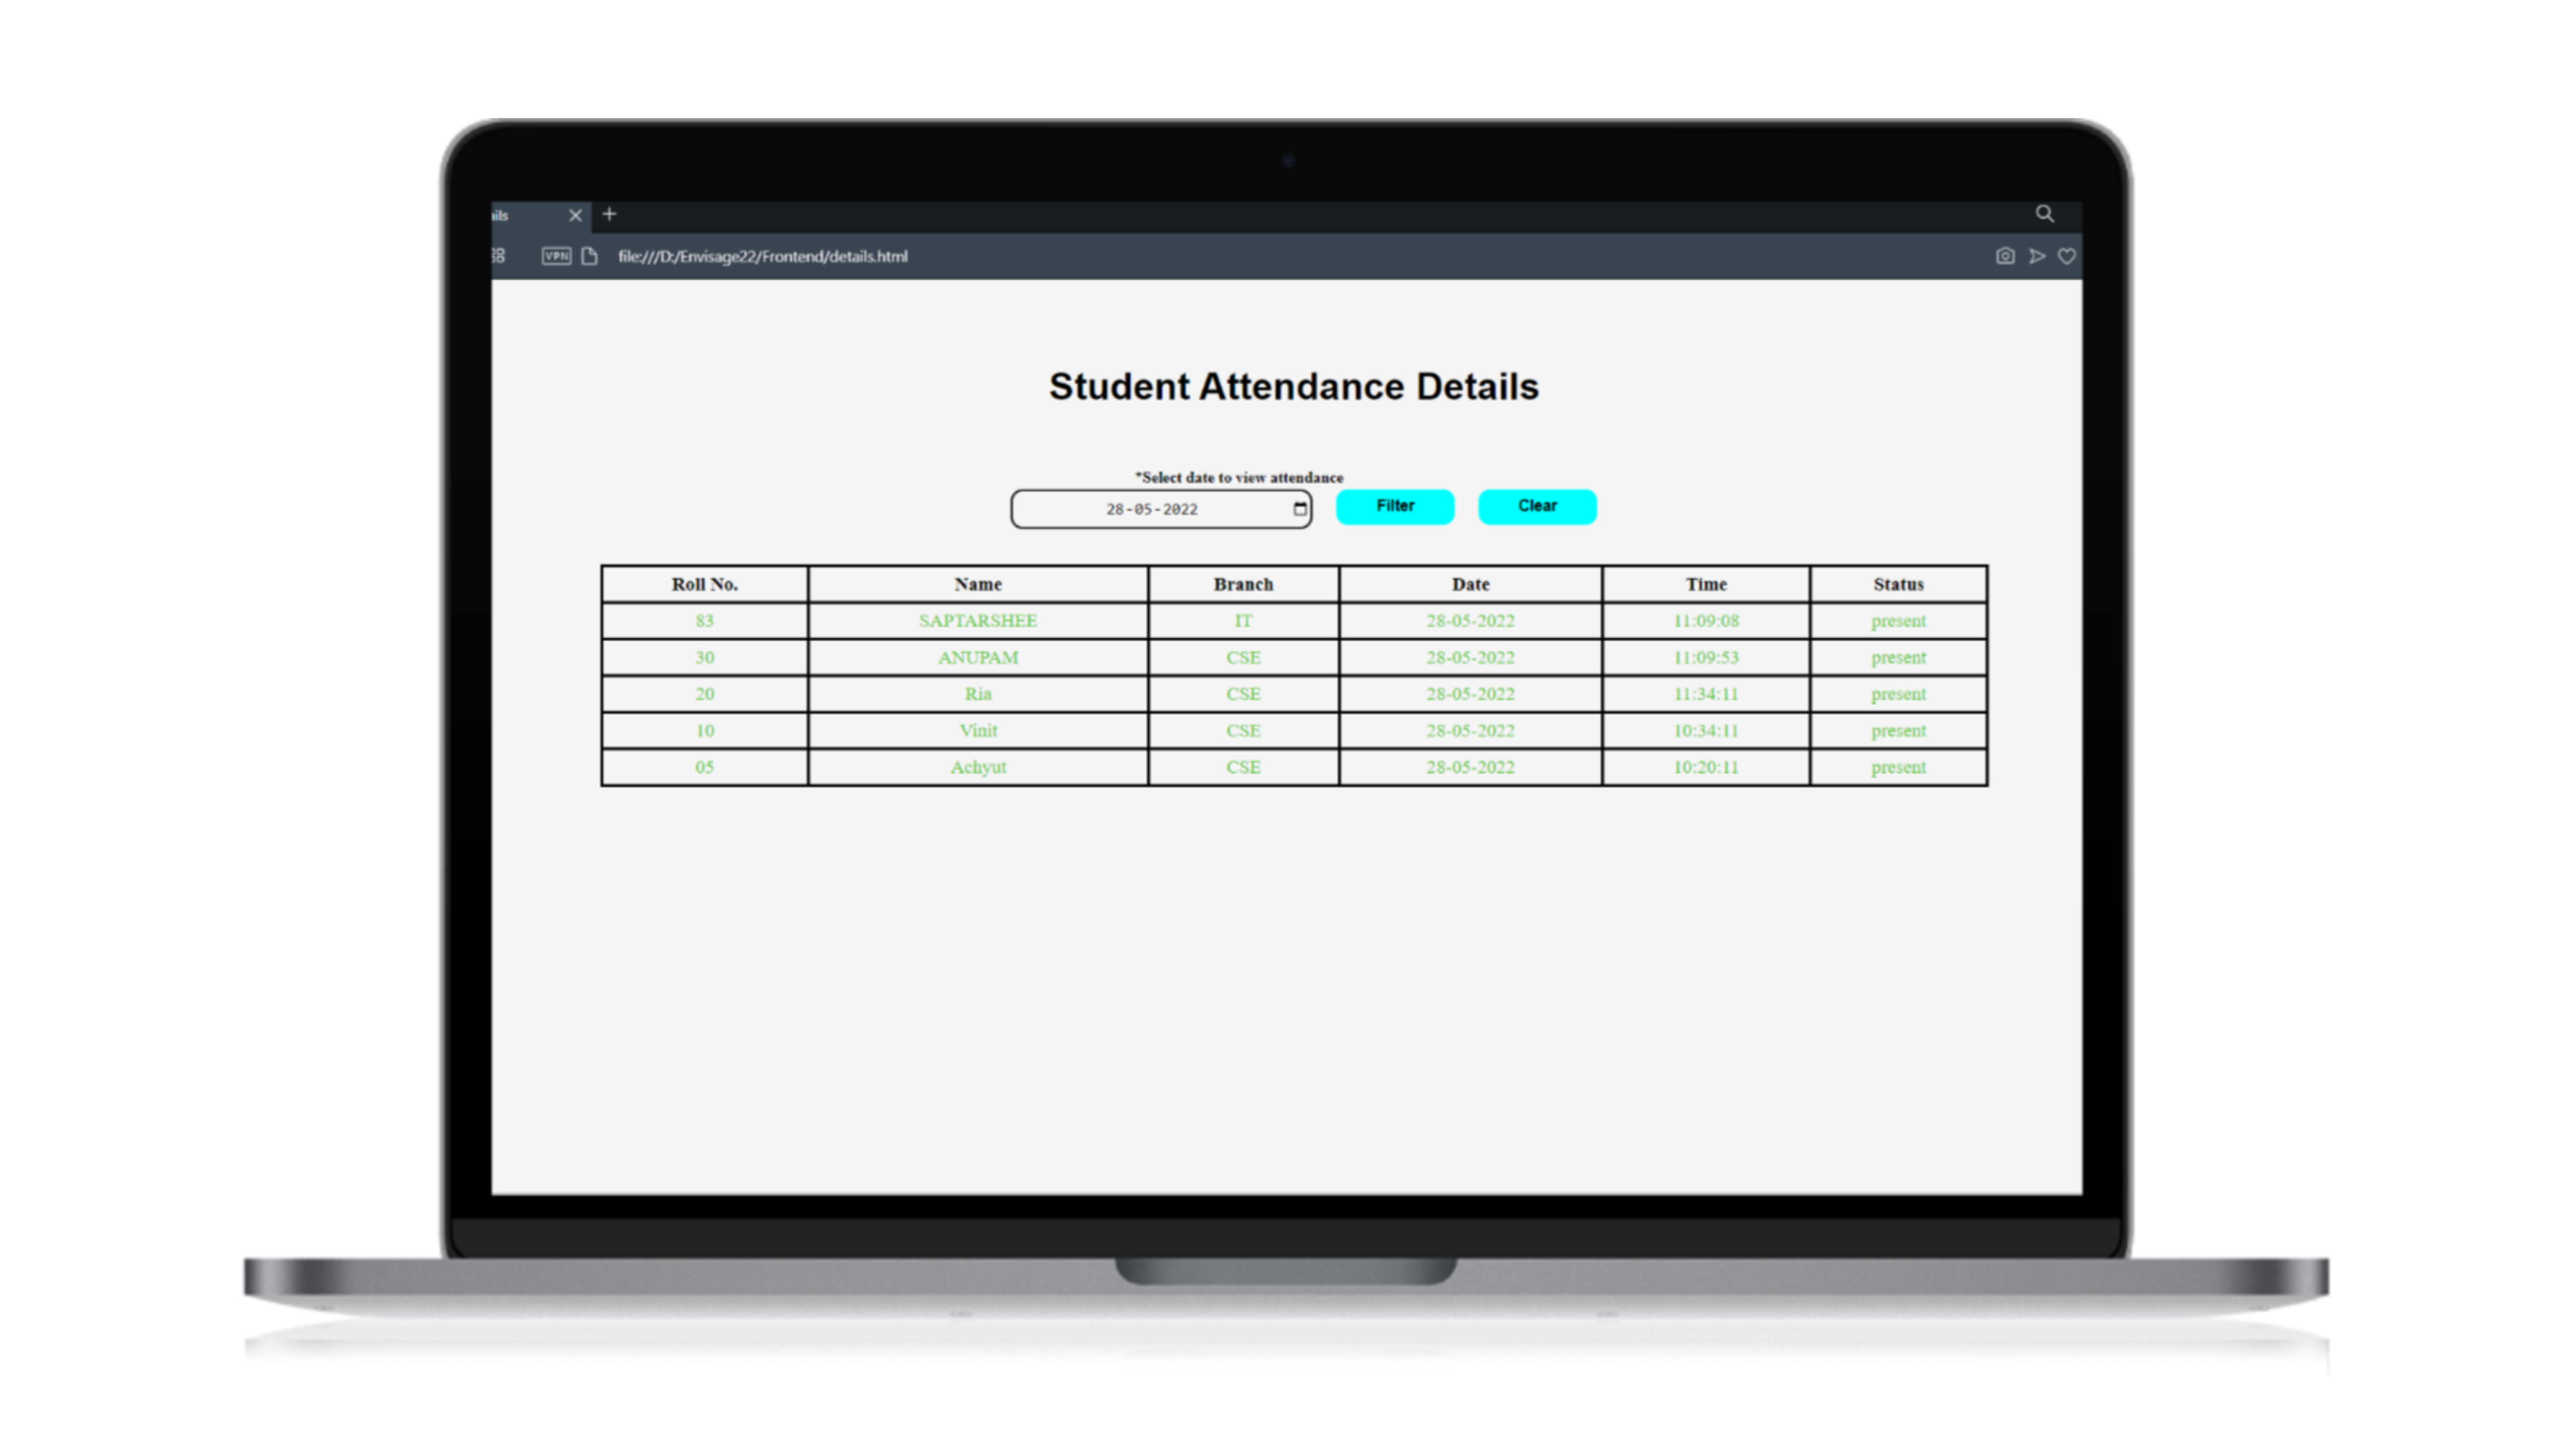 ils
VPN file:///D:/Envisage22/Frontend/details.html
Student Attendance Details
*Select date to view attendance
28-05-2022 Filter Clear
Roll No. Name Branch Date Time Status
83 SAPTARSHEE IT 28-05-2022 11:09:08 present
30 ANUPAM CSE 28-05-2022 11:09:53 present
20 Ria CSE 28-05-2022 11:34:11 present
10 Vinit CSE 28-05-2022 10:34:11 present
05 Achyut CSE 28-05-2022 10:20:11 present